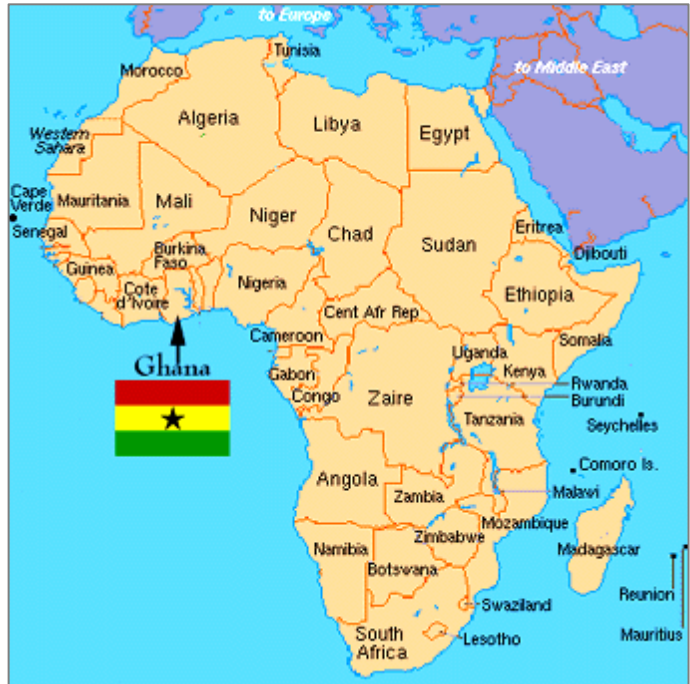 to Europe
Tunisia
Morocco
to Middle East
Algeria
Libya
Egypt
Western
Sahara
Cape
Verde
Mauritania
Mali
Niger
Chad
Sudan
Eritrea
Senegal
Djibouti
Burkina
Faso
Guinea
Nigeria
Cote
d'Ivoire
Ethiopia
Cent Afr Rep
Cameroon
Somalia
Uganda
Ghana
Gabon
Kenya
Rwanda
Congo
Zaire
Burundi
Tanzania
Seychelles
Comoro Is.
Angola
Zambia
Malawi
Mozambique
Zimbabwe
Namibia
Madagascar
Botswana
Reunion
Swaziland
South
Africa
Lesotho
Mauritius